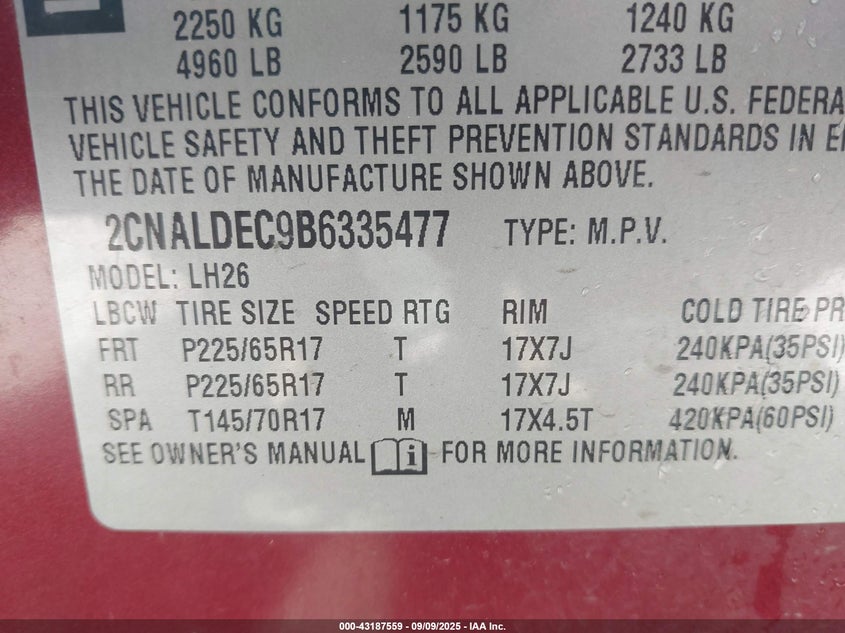 2250 KG 1175 KG 1240 KG
4960 LB 2590 LB 2733 LB
THIS VEHICLE CONFORMS TO ALL APPLICABLE U.S. FEDERA
VEHICLE SAFETY AND THEFT PREVENTION STANDARDS IN
THE DATE OF MANUFACTURE SHOWN ABOVE.
2CNALDEC9B6335477 TYPE: M.P.V.
MODEL: LH26
LBCW TIRE SIZE SPEED RTG RIM COLD TIRE PR
FRT P225/65R17 T 17X7J 240KPA(35PSI)
RR P225/65R17 T 17X7J 240KPA(35PSI)
SPA T145/70R17 M 17X4.5T 420KPA(60PSI)
SEE OWNER'S MANUAL FOR MORE INFORMATION.
000-43187559 - 09/09/2025 - IAA Inc.